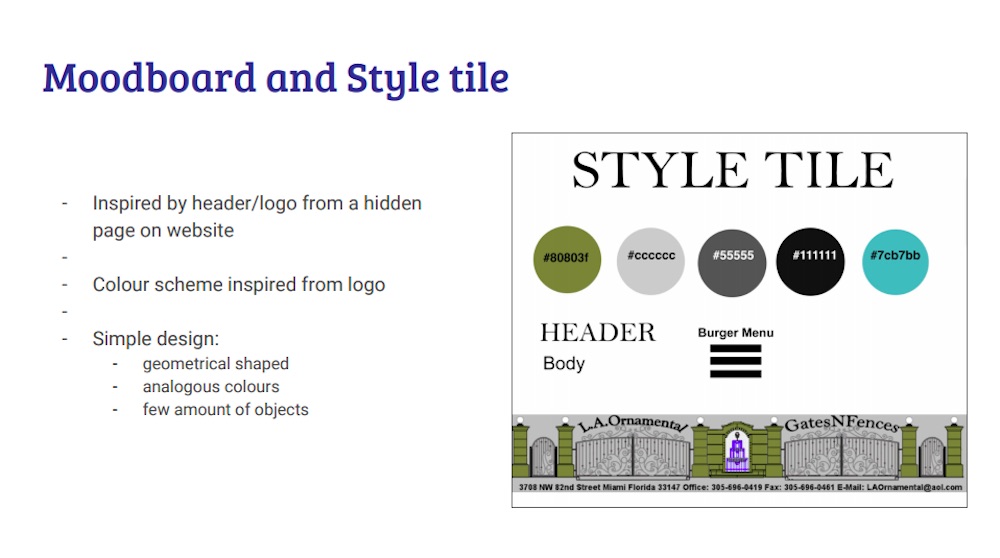 Moodboard and Style tile
- Inspired by header/logo from a hidden
page on website
-
- Colour scheme inspired from logo
-
- Simple design:
- geometrical shaped
- analogous colours
- few amount of objects
STYLE TILE
#80803f #cccccc #55555 #111111 #7cb7bb
HEADER
Body
Burger Menu
L.A.Ornamental GatesNFences
3708 NW 82nd Street Miami Florida 33147 Office: 305-696-0419 Fax: 305-696-0461 E-Mail: LAOrnamental@aol.com